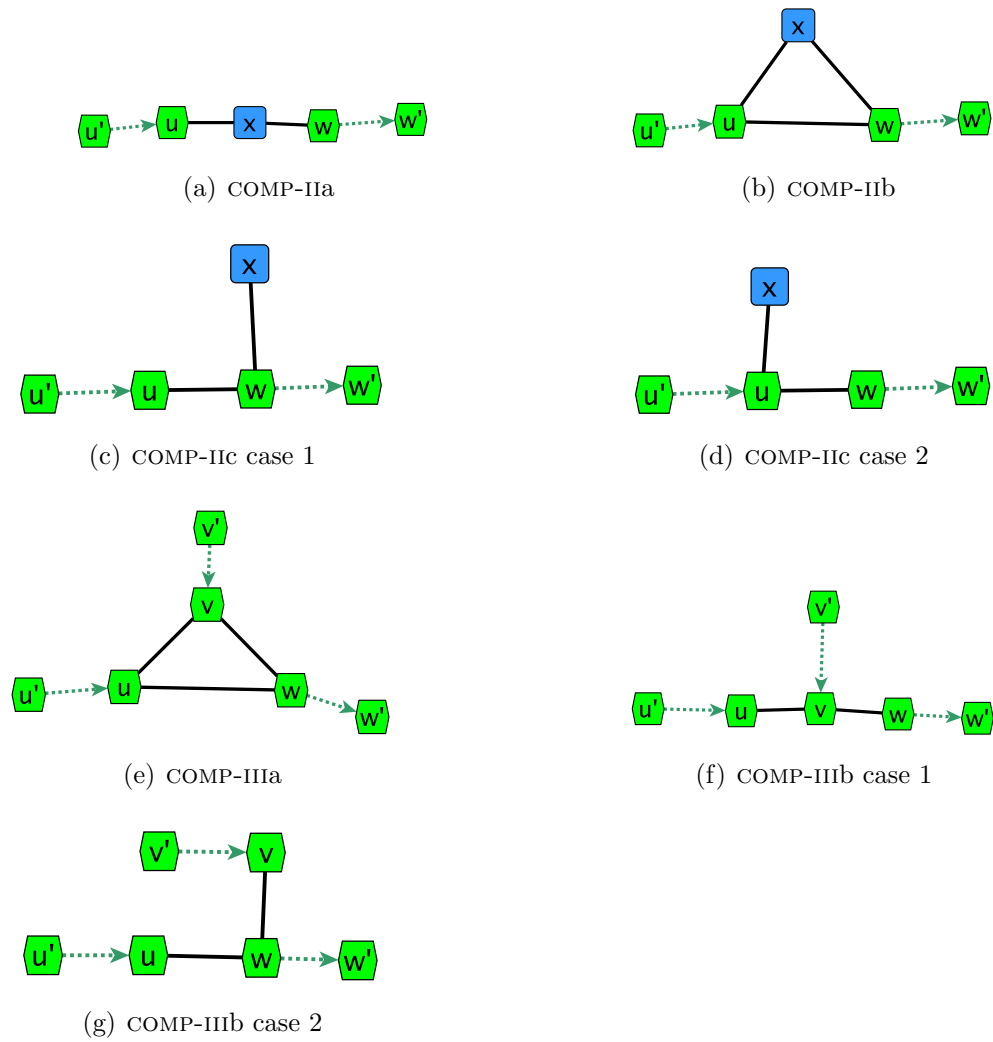 u' u x w w'
(a) COMP-IIa
x
u' u w w'
(b) COMP-IIb
x
u' u w w'
(c) COMP-IIc case 1
x
u' u w w'
(d) COMP-IIc case 2
v'
v
u' u w w'
(e) COMP-IIIa
v'
u' u v w w'
(f) COMP-IIIb case 1
v' v
u' u w w'
(g) COMP-IIIb case 2